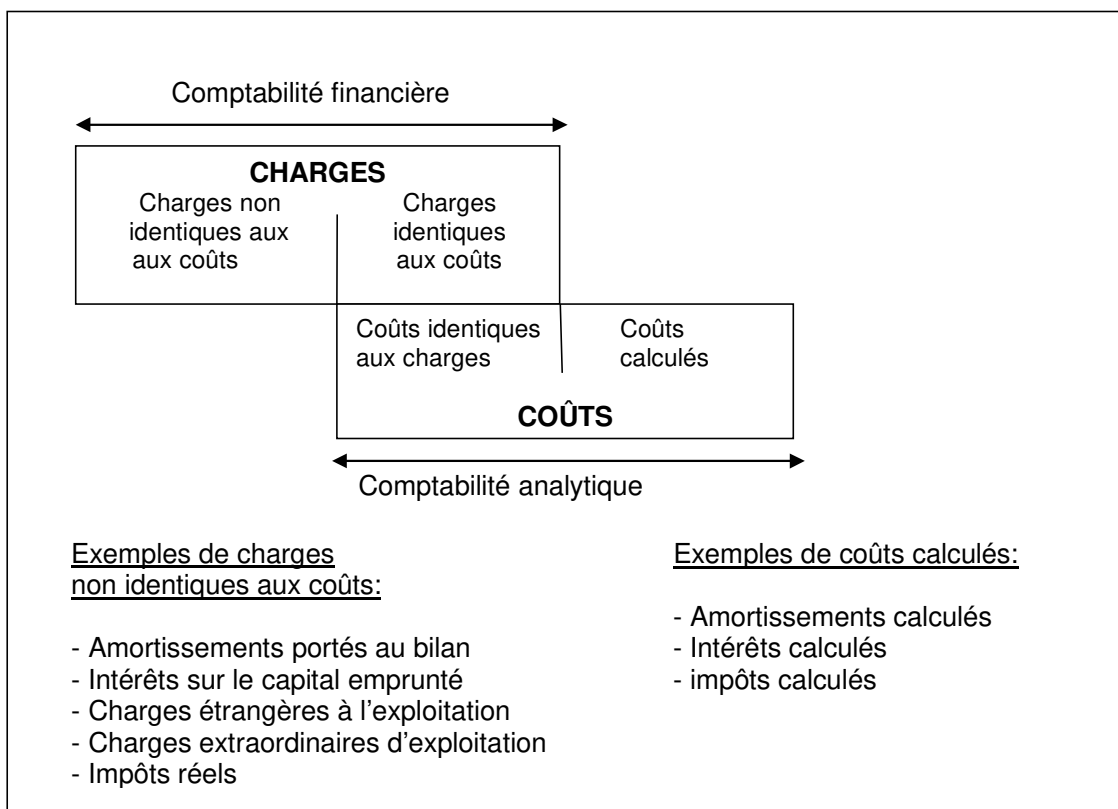 Comptabilité financière
CHARGES
Charges non
identiques aux
aux coûts
Charges
identiques
aux coûts
Coûts identiques
aux charges
Coûts
calculés
COÛTS
Comptabilité analytique
Exemples de charges
non identiques aux coûts:
- Amortissements portés au bilan
- Intérêts sur le capital emprunté
- Charges étrangères à l'exploitation
- Charges extraordinaires d'exploitation
- Impôts réels
Exemples de coûts calculés:
- Amortissements calculés
- Intérêts calculés
- impôts calculés